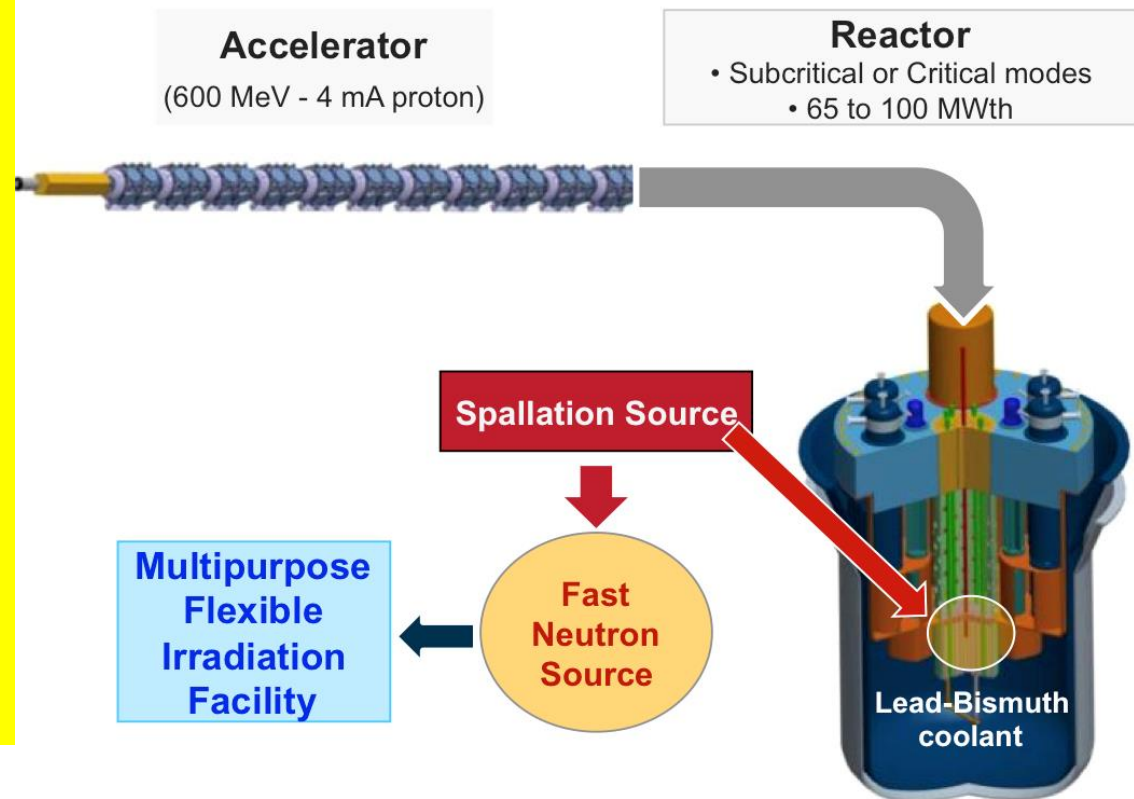 Accelerator
(600 MeV - 4 mA proton)
Reactor
• Subcritical or Critical modes
• 65 to 100 MWth
Spallation Source
Multipurpose
Flexible
Irradiation
Facility
Fast
Neutron
Source
Lead-Bismuth
coolant